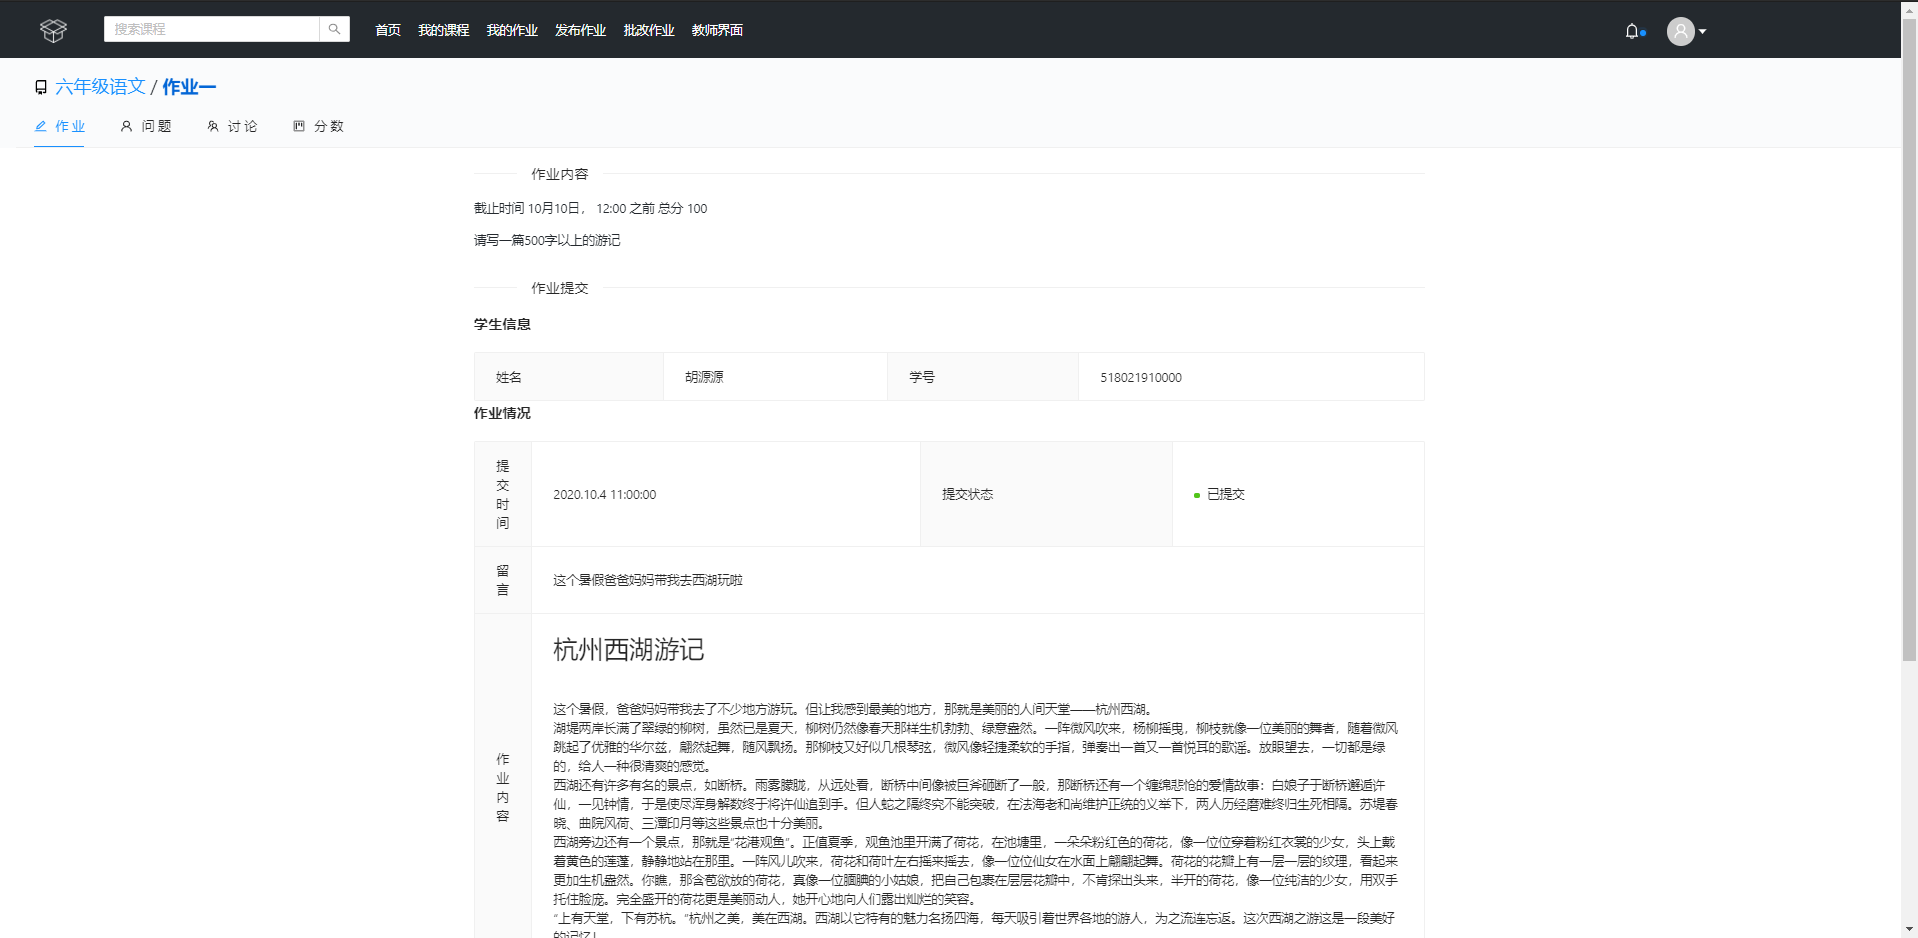 搜索课程
首页 我的课程 我的作业 发布作业 批改作业 教师界面
六年级语文 / 作业一
作业 问题 讨论 分数
作业内容
截止时间 10月10日， 12:00 之前 总分 100
请写一篇500字以上的游记
作业提交
学生信息
姓名 胡源源 学号 518021910000
作业情况
提交时间 2020.10.4 11:00:00 提交状态 已提交
留言 这个暑假爸爸妈妈带我去西湖玩啦
作业内容
杭州西湖游记
这个暑假，爸爸妈妈带我去了不少地方游玩。但让我感到最美的地方，那就是美丽的人间天堂——杭州西湖。
湖堤两岸长满了翠绿的柳树，虽然已是夏天，柳树仍然像春天那样生机勃勃、绿意盎然。一阵微风吹来，杨柳摇曳，柳枝就像一位美丽的舞者，随着微风
跳起了优雅的华尔兹，翩然起舞，随风飘扬。那柳枝又好似几根琴弦，微风像轻捷柔软的手指，弹奏出一首又一首悦耳的歌谣。放眼望去，一切都是绿
的，给人一种很清爽的感觉。
西湖还有许多有名的景点，如断桥。雨雾朦胧，从远处看，断桥中间像被巨斧砸断了一般，那断桥还有一个缠绵悲怆的爱情故事：白娘子于断桥邂逅许
仙，一见钟情，于是使尽浑身解数终于将许仙追到手。但人蛇之隔终究不能突破，在法海老和尚维护正统的义举下，两人历经磨难终归生死相隔。苏堤春
晓、曲院风荷、三潭印月等这些景点也十分美丽。
西湖旁边还有一个景点，那就是“花港观鱼”。正值夏季，观鱼池里开满了荷花，在池塘里，一朵朵粉红色的荷花，像一位位穿着粉红衣裳的少女，头上戴
着黄色的莲蓬，静静地站在那里。一阵风儿吹来，荷花和荷叶左右摇来摇去，像一位位仙女在水面上翩翩起舞。荷花的花瓣上有一层一层的纹理，看起来
更加生机盎然。你瞧，那含苞欲放的荷花，真像一位腼腆的小姑娘，把自己包裹在层层花瓣中，不肯探出头来，半开的荷花，像一位纯洁的少女，用双手
托住脸庞。完全盛开的荷花更是美丽动人，她开心地向人们露出灿烂的笑容。
“上有天堂，下有苏杭。“杭州之美，美在西湖。西湖以它特有的魅力名扬四海，每天吸引着世界各地的游人，为之流连忘返。这次西湖之游这是一段美好
的记忆！